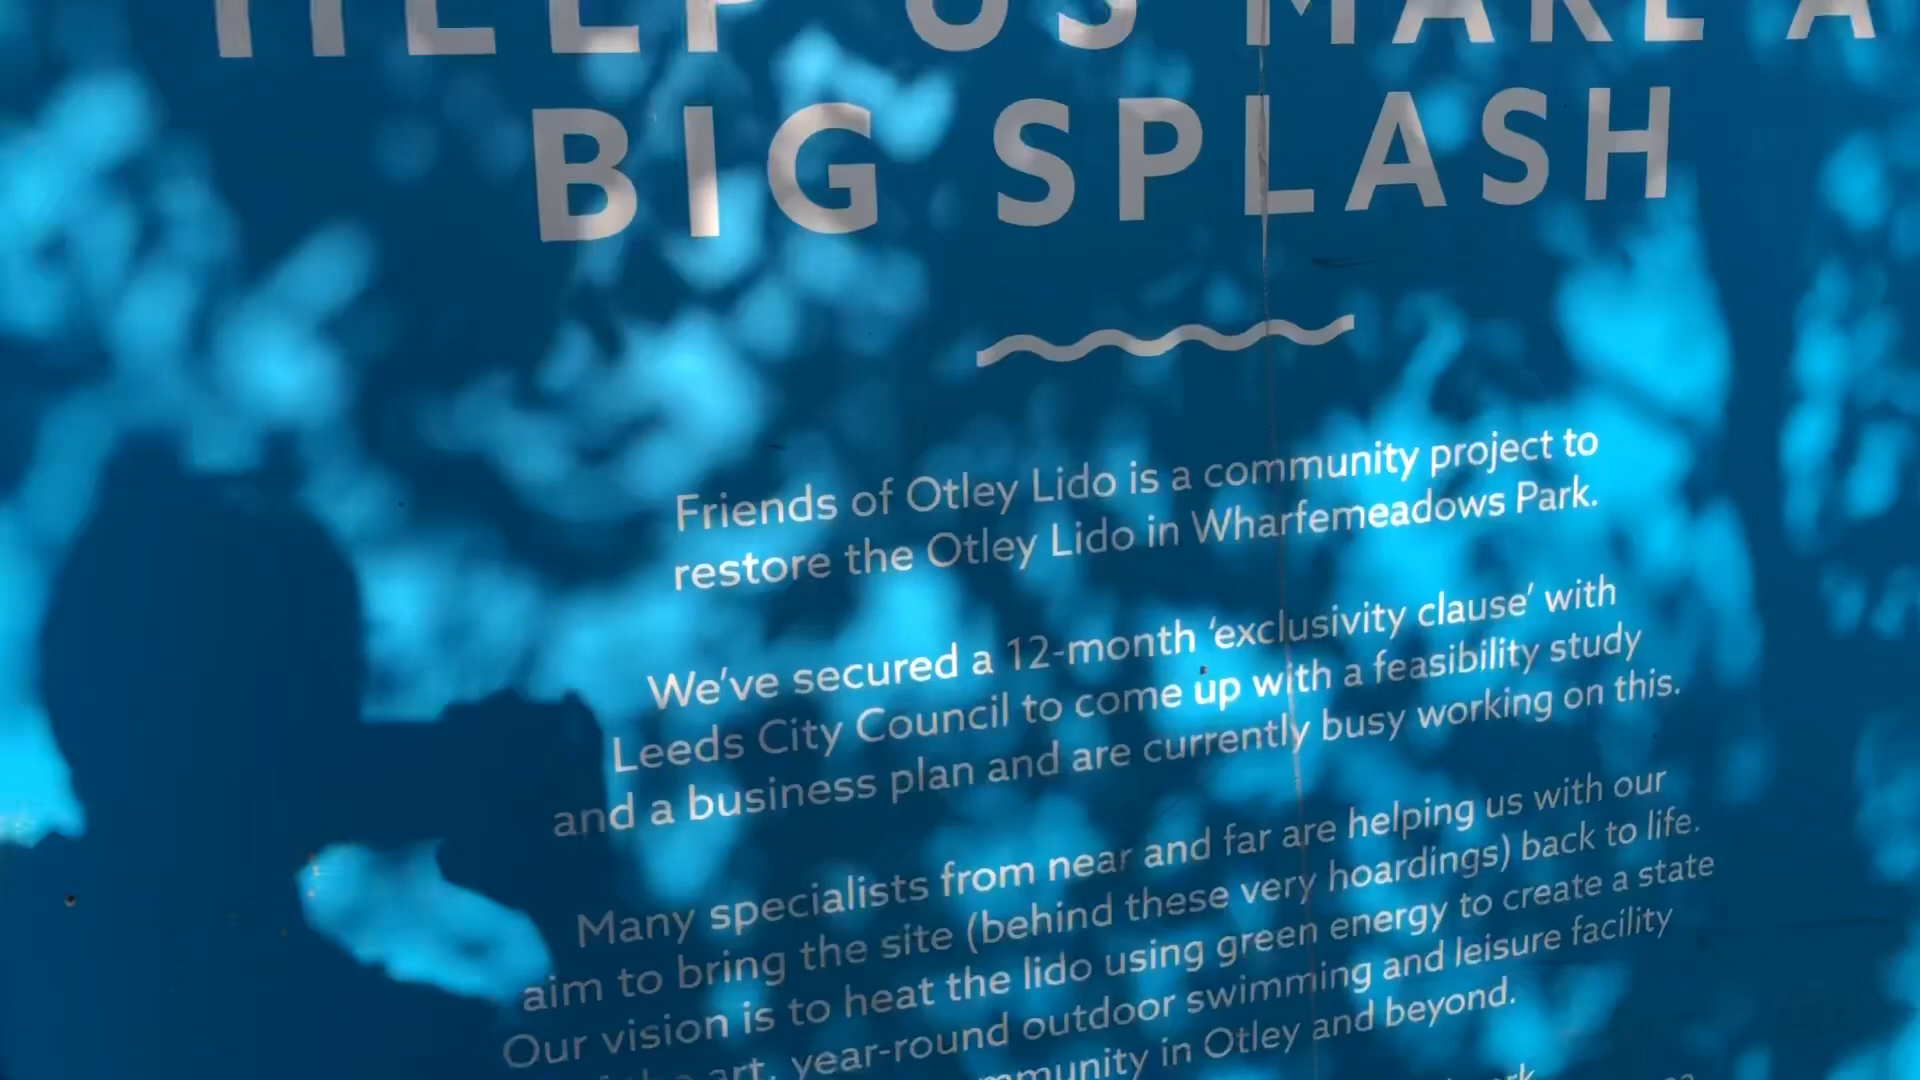 HELP US MAKE A
BIG SPLASH
Friends of Otley Lido is a community project to
restore the Otley Lido in Wharfemeadows Park.
We've secured a 12-month ‘exclusivity clause’ with
Leeds City Council to come up with a feasibility study
and a business plan and are currently busy working on this.
Many specialists from near and far are helping us with our
aim to bring the site (behind these very hoardings) back to life.
Our vision is to heat the lido using green energy to create a state
art, year-round outdoor swimming and leisure facility
in Otley and beyond.